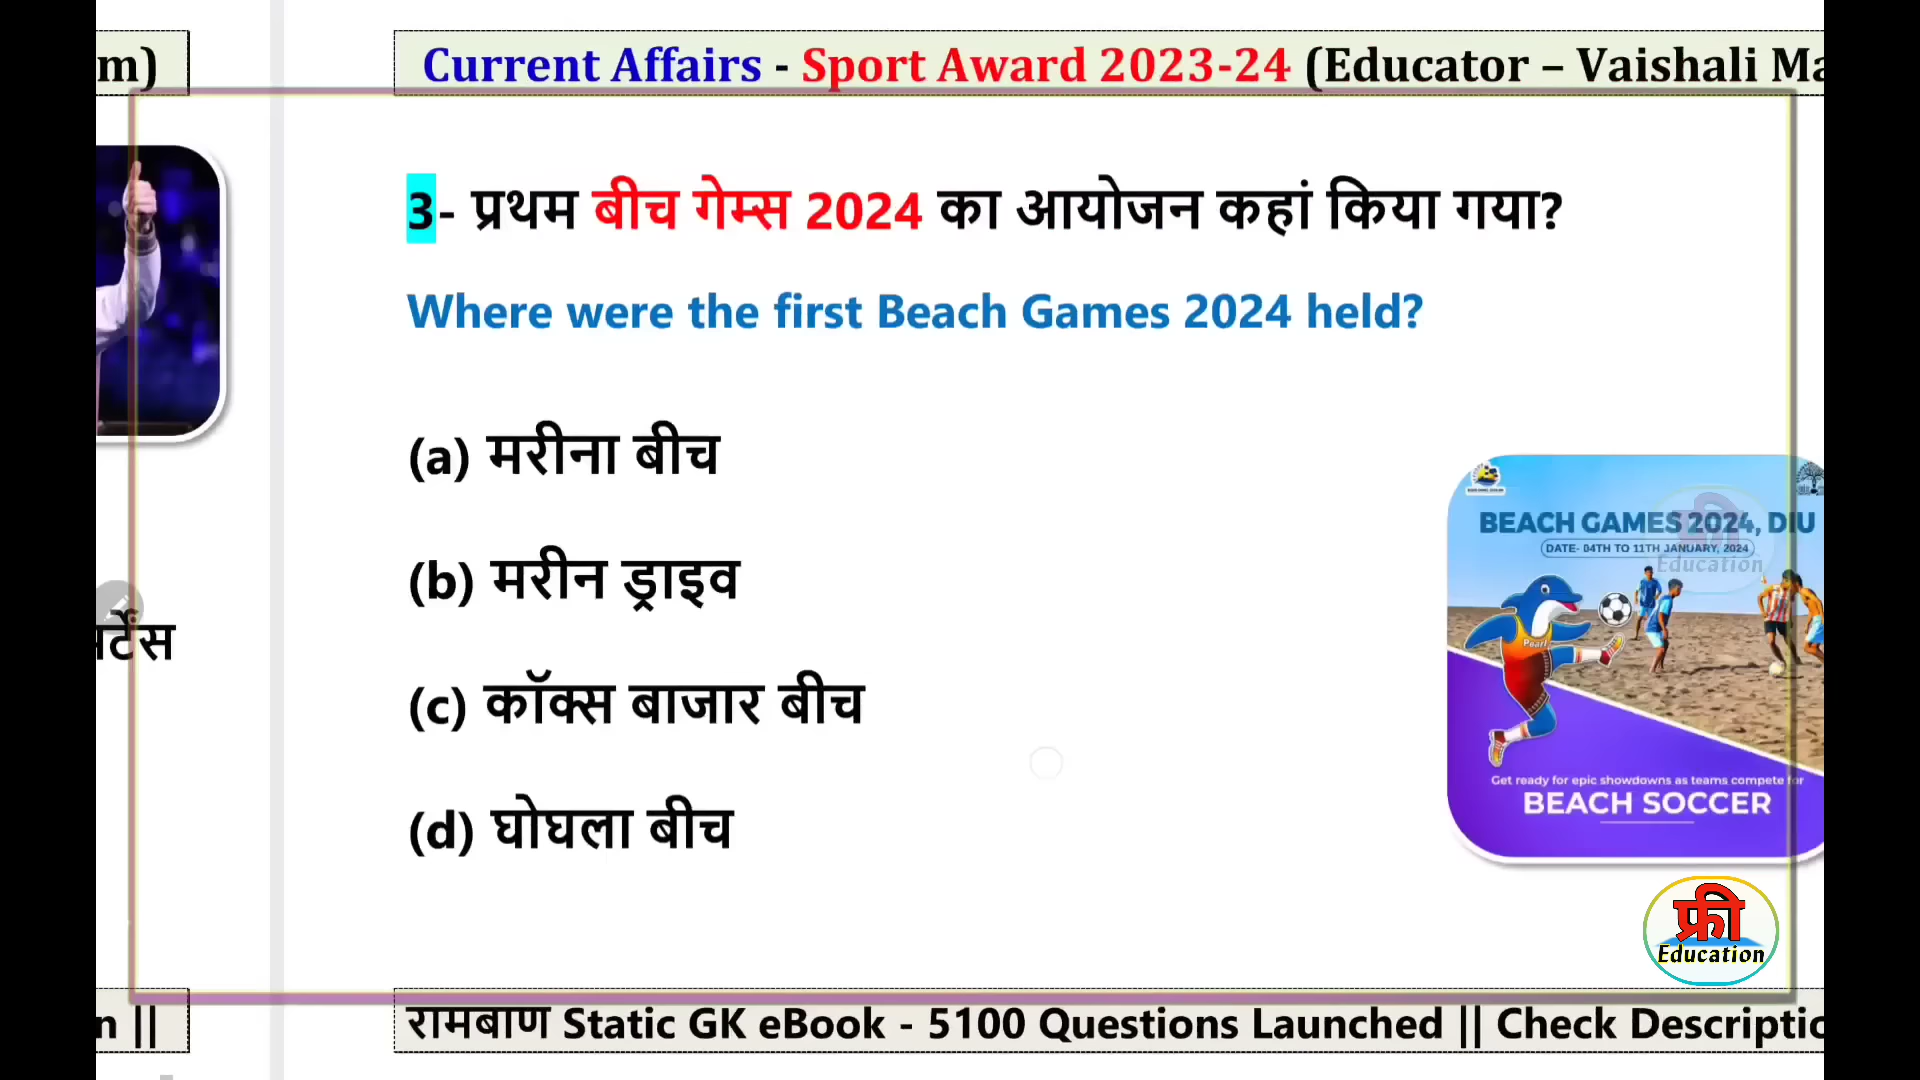 m)
Current Affairs - Sport Award 2023-24 (Educator – Vaishali Ma
3- प्रथम बीच गेम्स 2024 का आयोजन कहां किया गया?
Where were the first Beach Games 2024 held?
(a) मरीना बीच
(b) मरीन ड्राइव
(c) कॉक्स बाजार बीच
(d) घोघला बीच
र्टेस
BEACH GAMES 2024, DIU
DATE- 04TH TO 11TH JANUARY, 2024
फ्री
Education
Pearl
Get ready for epic showdowns as teams compete for
BEACH SOCCER
फ्री
Education
n ||
रामबाण Static GK eBook - 5100 Questions Launched || Check Descriptio